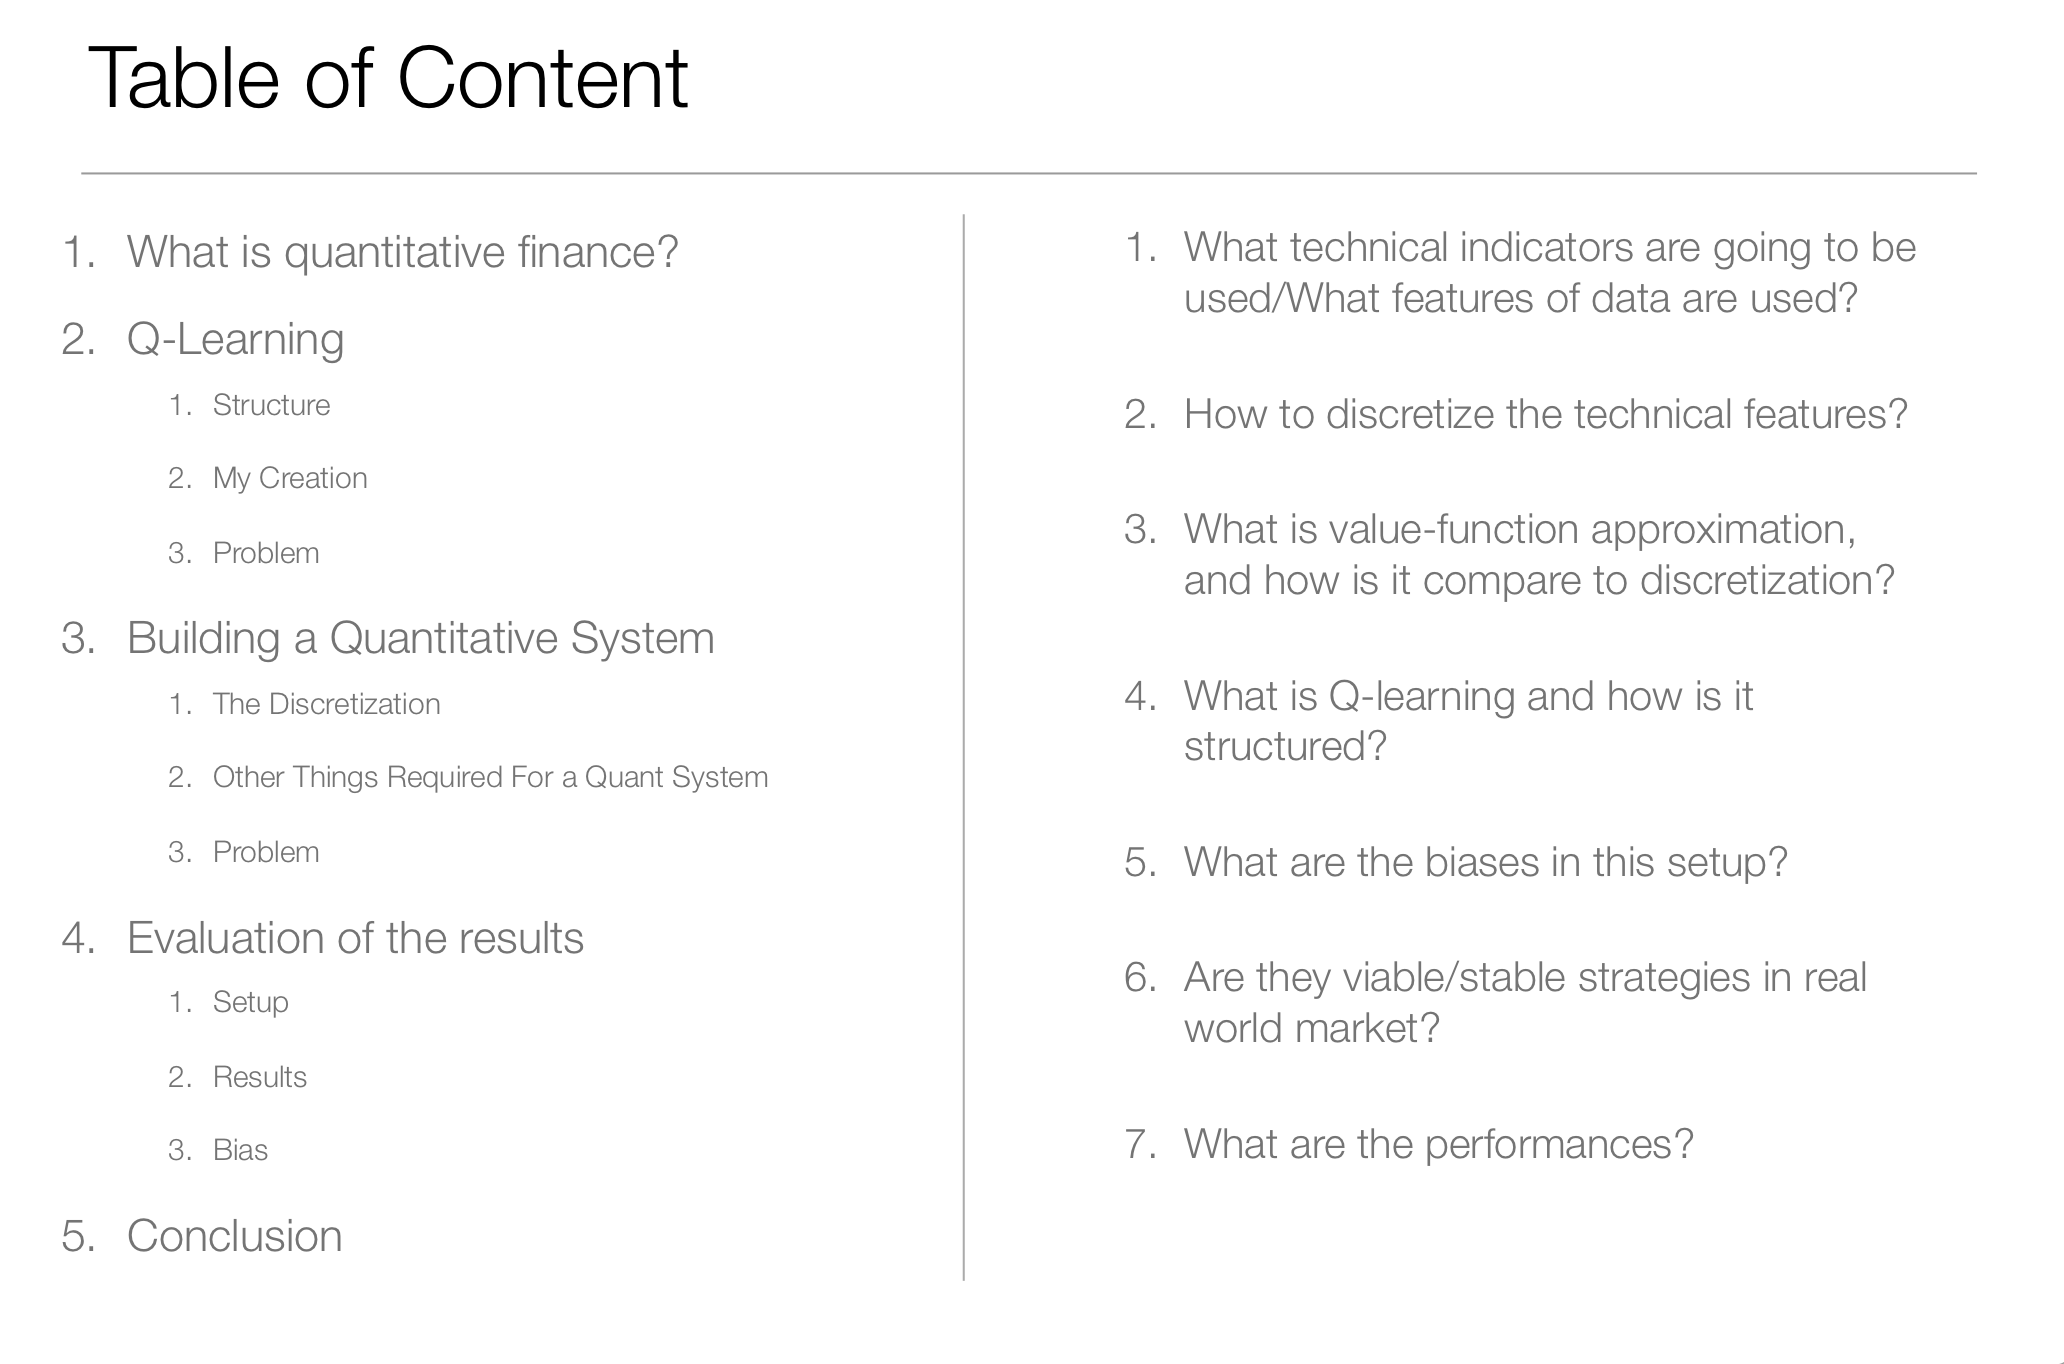 Table of Content
1. What is quantitative finance?
2. Q-Learning
1. Structure
2. My Creation
3. Problem
3. Building a Quantitative System
1. The Discretization
2. Other Things Required For a Quant System
3. Problem
4. Evaluation of the results
1. Setup
2. Results
3. Bias
5. Conclusion
1. What technical indicators are going to be
used/What features of data are used?
2. How to discretize the technical features?
3. What is value-function approximation,
and how is it compare to discretization?
4. What is Q-learning and how is it
structured?
5. What are the biases in this setup?
6. Are they viable/stable strategies in real
world market?
7. What are the performances?